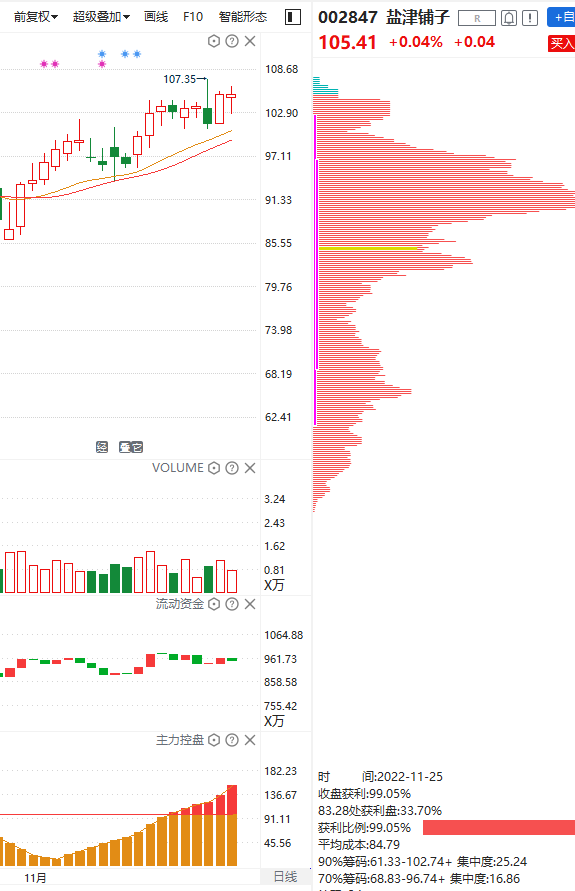 前复权 超级叠加 画线 F10 智能形态
002847 盐津铺子 R
+自
105.41 +0.04% +0.04 买入
107.35→
108.68
102.90
97.11
91.33
85.55
79.76
73.98
68.19
62.41
VOLUME
3.24
2.43
1.62
0.81
X万
流动资金
1064.88
961.73
858.58
755.42
X万
主力控盘
182.23
136.67
91.11
45.56
11月
日线
时 间:2022-11-25
收盘获利:99.05%
83.28处获利盘:33.70%
获利比例:99.05%
平均成本:84.79
90%筹码:61.33-102.74+ 集中度:25.24
70%筹码:68.83-96.74+ 集中度:16.86